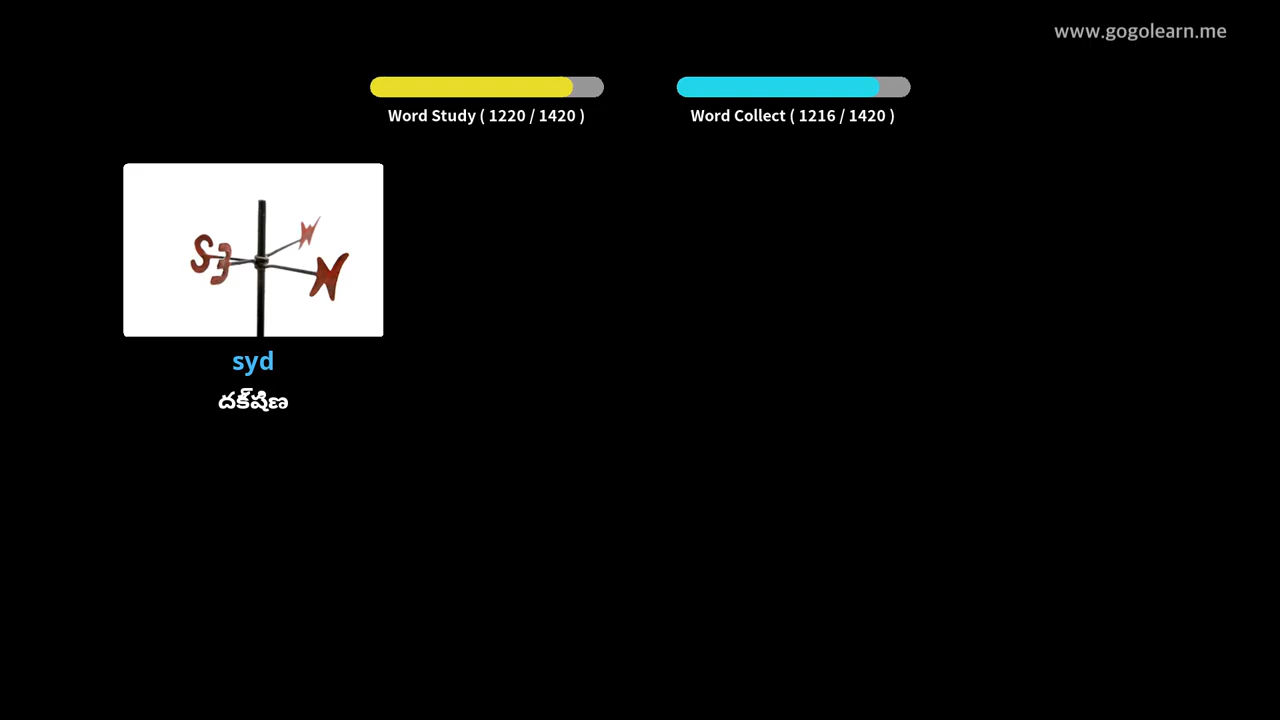 www.gogolearn.me
Word Study ( 1220 / 1420 )
Word Collect ( 1216 / 1420 )
S E N W
syd
దక్షిణ